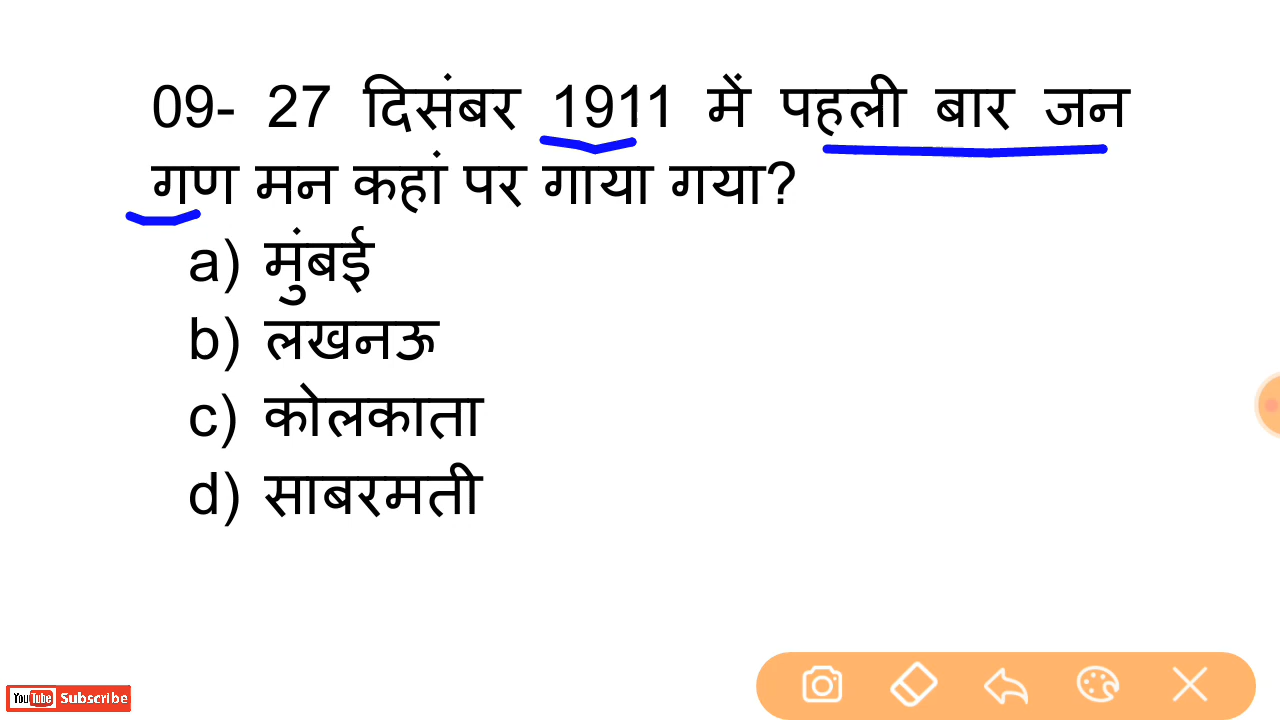 09- 27 दिसंबर 1911 में पहली बार जन
गण मन कहां पर गाया गया?
a) मुंबई
b) लखनऊ
c) कोलकाता
d) साबरमती
YouTube Subscribe